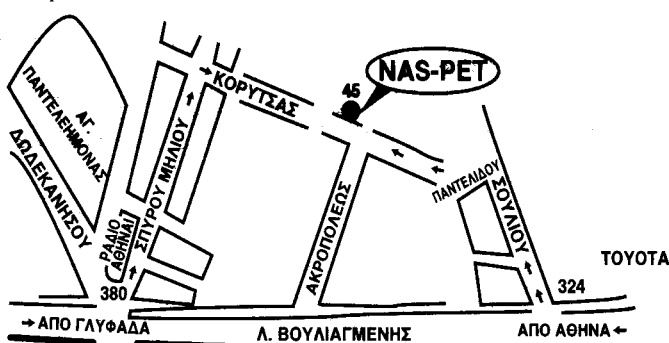 NAS-PET
45
ΚΟΡΥΤΣΑΣ
ΑΓ.
ΠΑΝΤΕΛΕΗΜΟΝΑΣ
ΔΩΔΕΚΑΝΗΣΟΥ
ΡΑΔΙΟ
ΑΘΗΝΑΙ
ΣΠΥΡΟΥ ΜΗΛΙΟΥ
ΑΚΡΟΠΟΛΕΩΣ
ΠΑΝΤΕΛΙΔΟΥ
ΣΟΥΛΙΟΥ
TOYOTA
380
324
ΑΠΟ ΓΛΥΦΑΔΑ
Λ. ΒΟΥΛΙΑΓΜΕΝΗΣ
ΑΠΟ ΑΘΗΝΑ